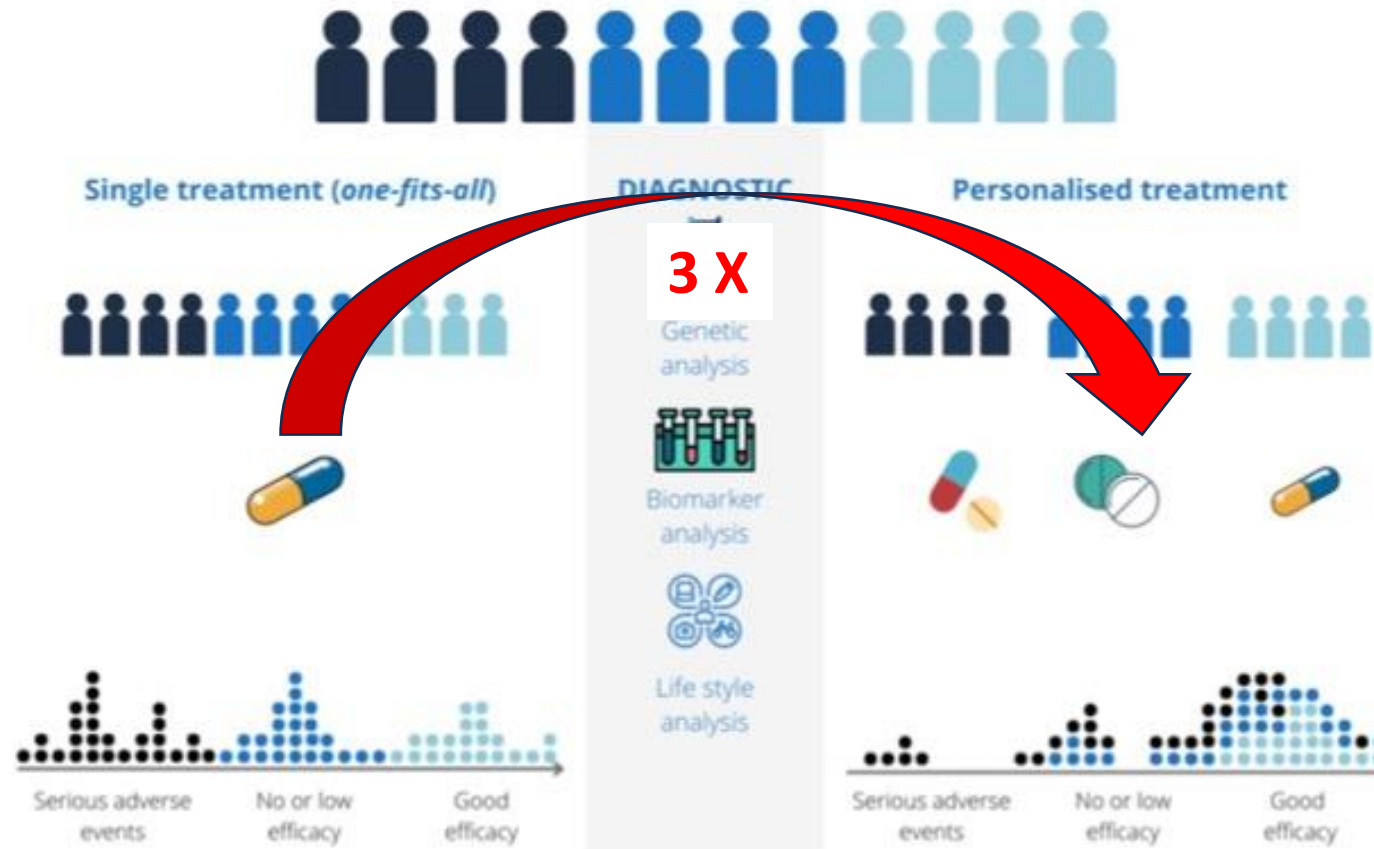 Single treatment (one-fits-all)
DIAGNOSTIC
Personalised treatment
3 X
Genetic
analysis
Biomarker
analysis
Life style
analysis
Serious adverse
events
No or low
efficacy
Good
efficacy
Serious adverse
events
No or low
efficacy
Good
efficacy